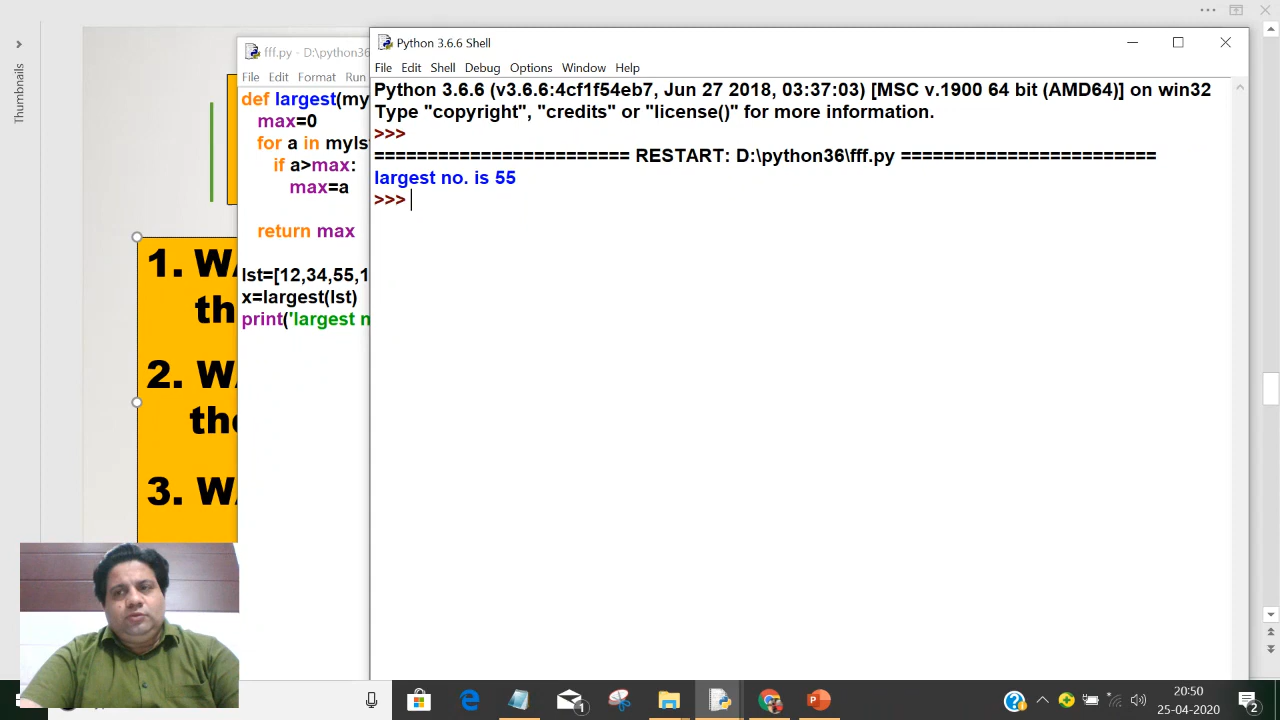 Thumbnails
fff.py - D:\python36
File Edit Format Run
def largest(my
max=0
for a in myls
if a>max:
max=a
return max
lst=[12,34,55,1
x=largest(lst)
print('largest n
1. W
th
2. W
the
3. W
Python 3.6.6 Shell
File Edit Shell Debug Options Window Help
Python 3.6.6 (v3.6.6:4cf1f54eb7, Jun 27 2018, 03:37:03) [MSC v.1900 64 bit (AMD64)] on win32
Type "copyright", "credits" or "license()" for more information.
>>>
======================== RESTART: D:\python36\fff.py ========================
largest no. is 55
>>>
1
20:50
25-04-2020
2